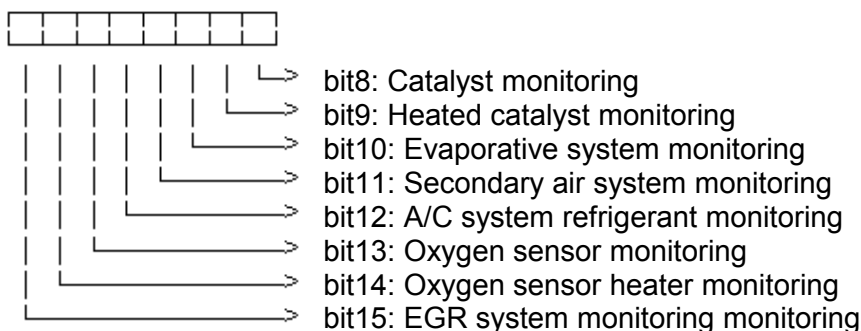 bit8: Catalyst monitoring
bit9: Heated catalyst monitoring
bit10: Evaporative system monitoring
bit11: Secondary air system monitoring
bit12: A/C system refrigerant monitoring
bit13: Oxygen sensor monitoring
bit14: Oxygen sensor heater monitoring
bit15: EGR system monitoring monitoring